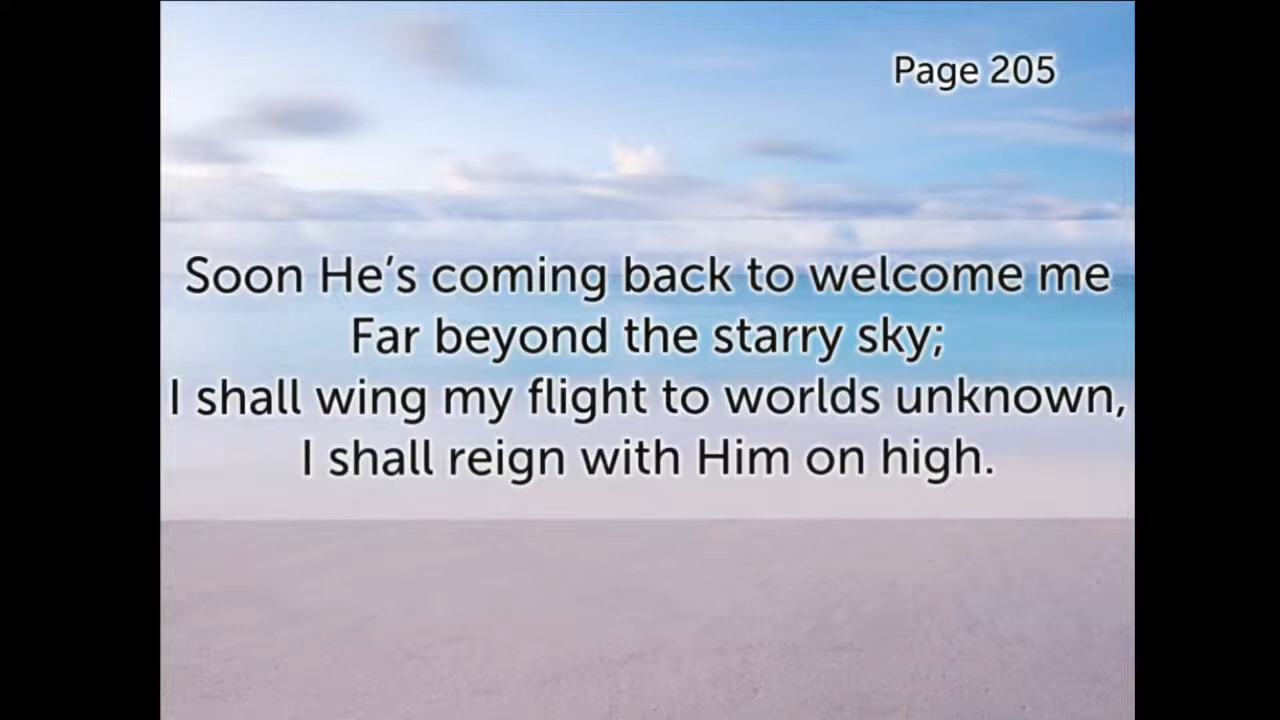 Page 205
Soon He's coming back to welcome me
Far beyond the starry sky;
I shall wing my flight to worlds unknown,
I shall reign with Him on high.